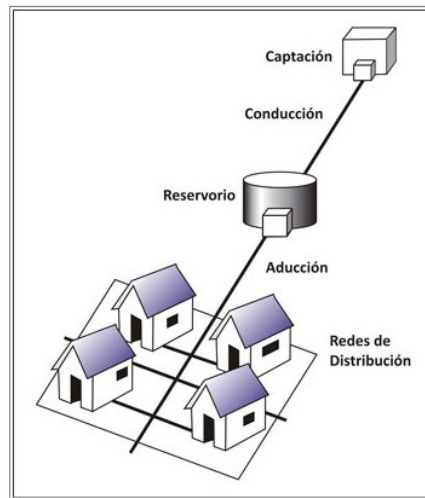 Captación
Conducción
Reservorio
Aducción
Redes de
Distribución